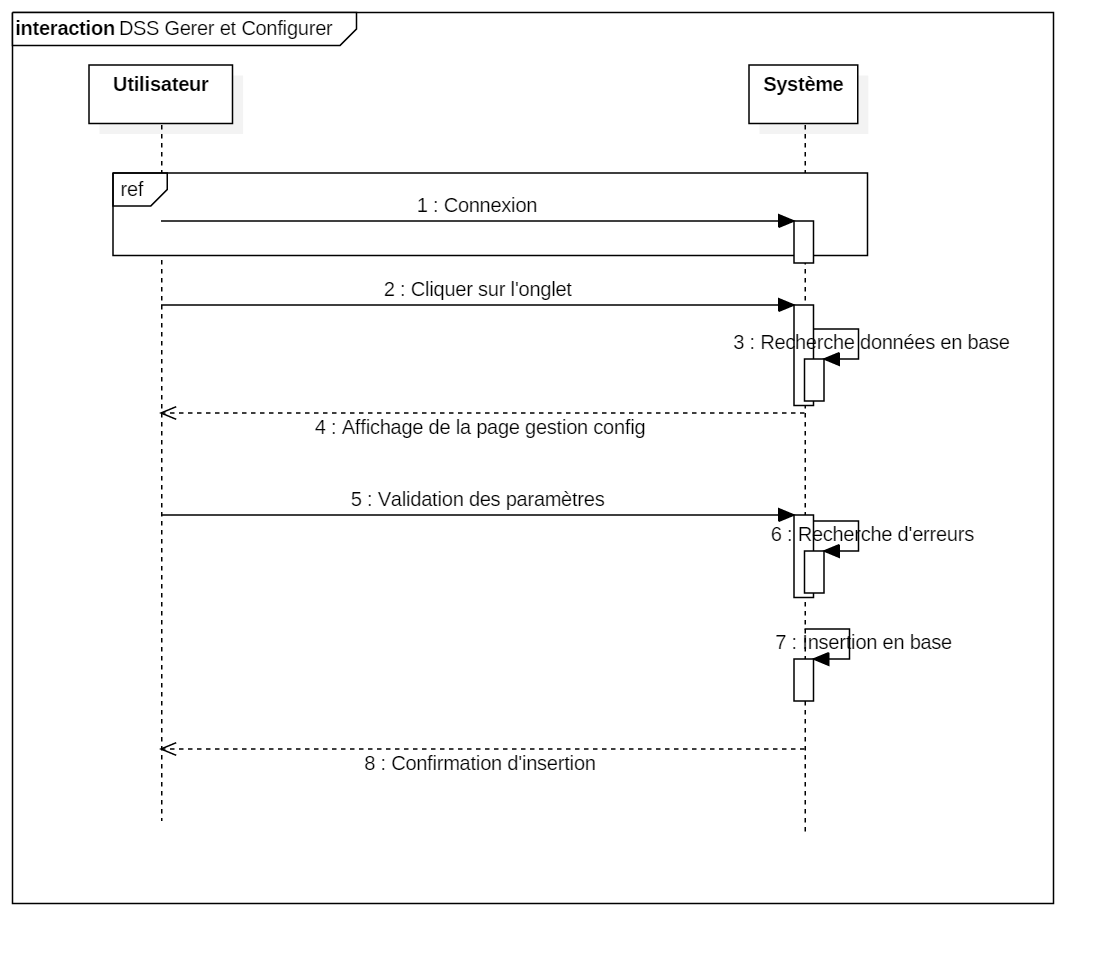 interaction DSS Gerer et Configurer
Utilisateur
Système
ref
1 : Connexion
2 : Cliquer sur l'onglet
3 : Recherche données en base
4 : Affichage de la page gestion config
5 : Validation des paramètres
6 : Recherche d'erreurs
7 : Insertion en base
8 : Confirmation d'insertion